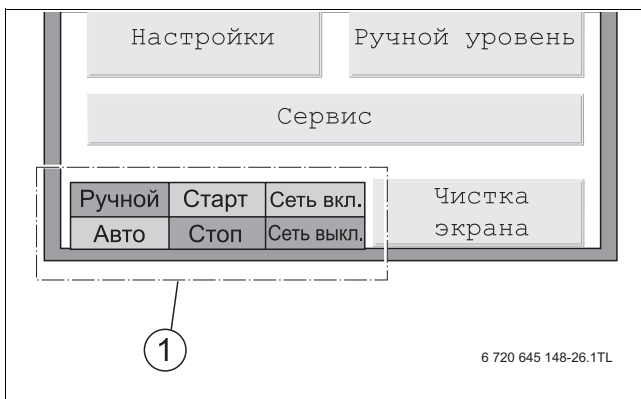 Настройки Ручной уровень
Сервис
Ручной Старт Сеть вкл.
Авто Стоп Сеть выкл.
Чистка
экрана
1
6 720 645 148-26.1TL